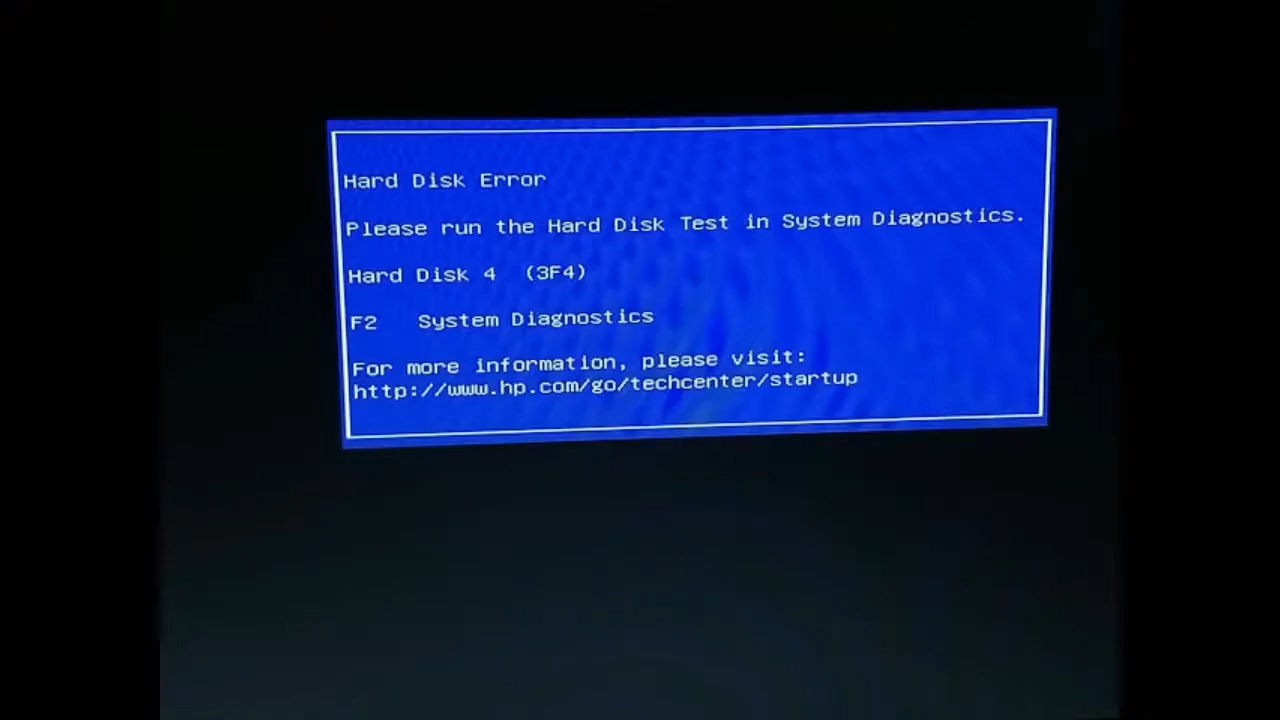 Hard Disk Error
Please run the Hard Disk Test in System Diagnostics.
Hard Disk 4 (3F4)
F2 System Diagnostics
For more information, please visit:
http://www.hp.com/go/techcenter/startup